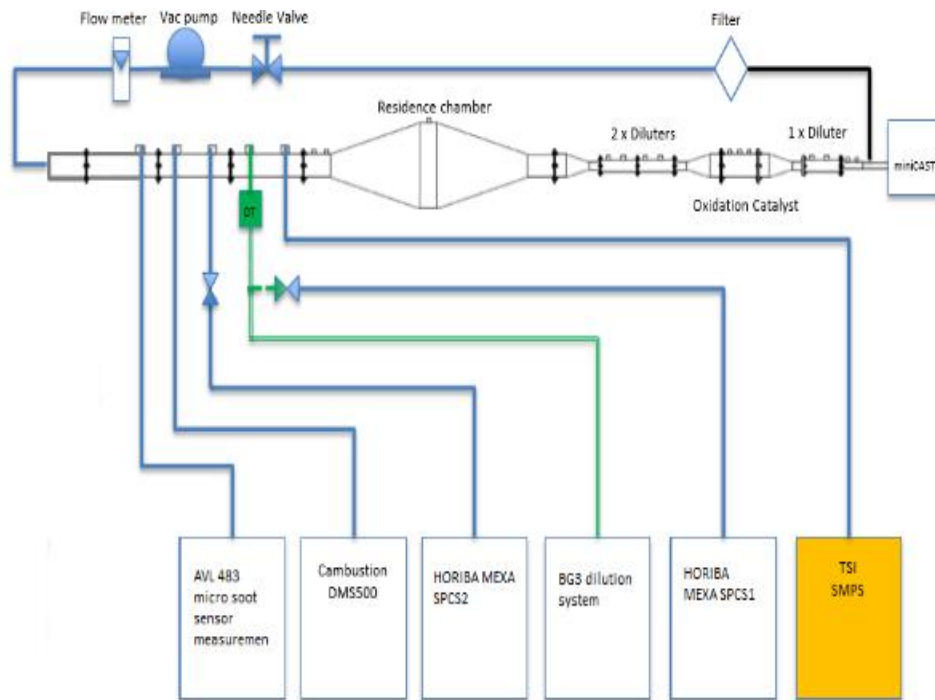 Flow meter
Vac pump
Needle Valve
Filter
Residence chamber
2 x Diluters
1 x Diluter
miniCAST
Oxidation Catalyst
DT
AVL 483
micro soot
sensor
measuremen
Cambustion
DMS500
HORIBA MEXA
SPCS2
BG3 dilution
system
HORIBA
MEXA SPCS1
TSI
SMPS